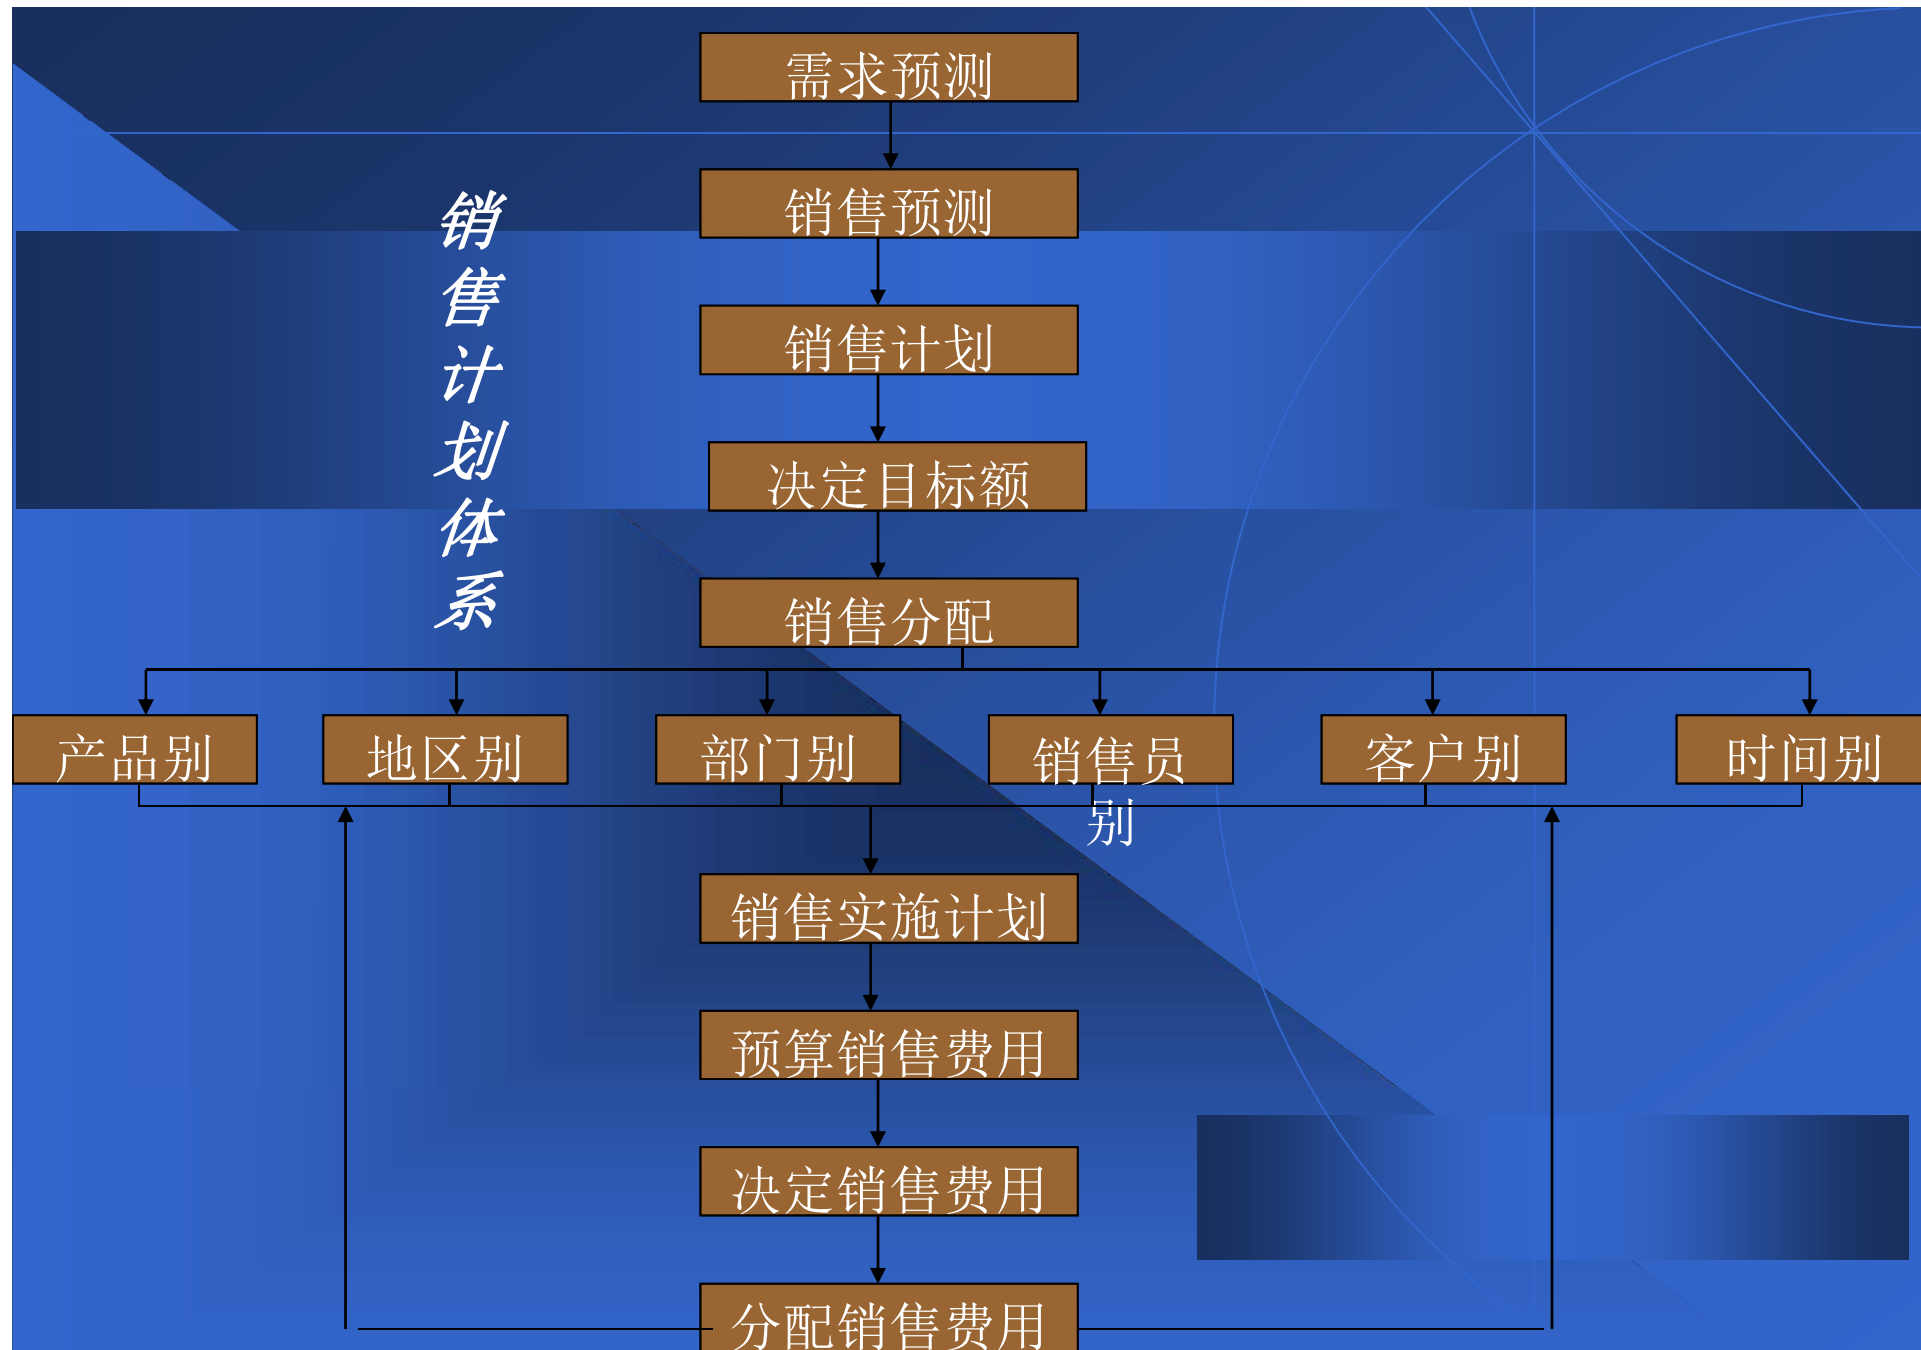 需求预测
销售预测
销售计划
决定目标额
销售分配
销
售
计
划
体
系
产品别
地区别
部门别
销售员
别
客户别
时间别
销售实施计划
预算销售费用
决定销售费用
分配销售费用